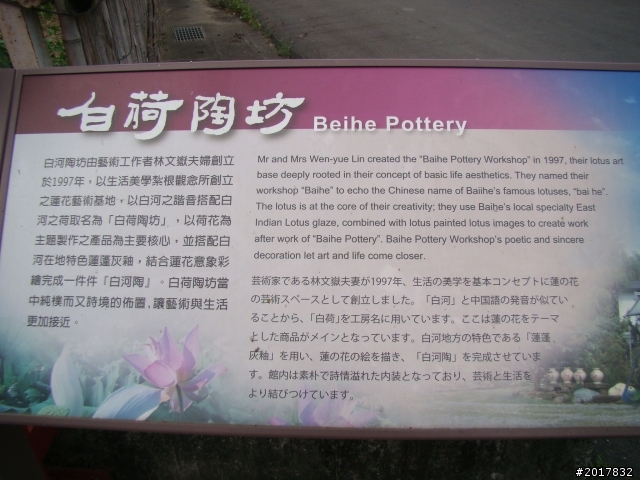 白荷陶坊 Beihe Pottery
白河陶坊由藝術工作者林文嶽夫婦創立
於1997年，以生活美學紮根觀念所創立
之蓮花藝術基地，以白河之諧音搭配白
河之荷取名為「白荷陶坊」，以荷花為
主題製作之產品為主要核心，並搭配白
河在地特色蓮蓬灰釉，結合蓮花意象彩
繪完成一件件『白河陶』。白荷陶坊當
中純樸而又詩境的佈置，讓藝術與生活
更加接近。
Mr and Mrs Wen-yue Lin created the "Baihe Pottery Workshop" in 1997, their lotus art
base deeply rooted in their concept of basic life aesthetics. They named their
workshop "Baihe" to echo the Chinese name of Baiihe's famous lotuses, "bai he".
The lotus is at the core of their creativity; they use Baihe's local specialty East
Indian Lotus glaze, combined with lotus painted lotus images to create work
after work of "Baihe Pottery". Baihe Pottery Workshop's poetic and sincere
decoration let art and life come closer.
芸術家である林文嶽夫妻が1997年、生活の美学を基本コンセプトに蓮の花
の芸術スペースとして創立しました。「白河」と中国語の発音が似てい
ることから、「白荷」を工房名に用いています。ここは蓮の花をテーマ
とした商品がメインとなっています。白河地方の特色である「蓮蓬
灰釉」を用い、蓮の花の絵を描き、「白河陶」を完成させていま
す。館内は素朴で詩情溢れた内装となっており、芸術と生活を
より結びつけています。
#2017832